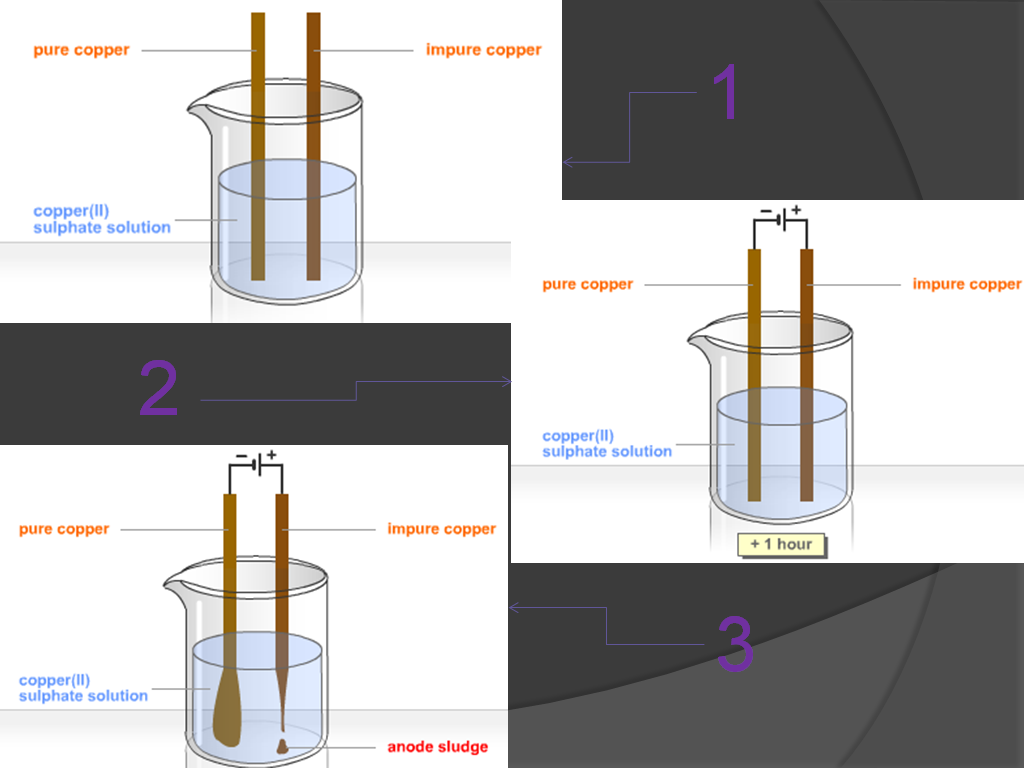 pure copper
impure copper
copper(II)
sulphate solution
1
− +
pure copper
impure copper
copper(II)
sulphate solution
+ 1 hour
2
− +
pure copper
impure copper
copper(II)
sulphate solution
anode sludge
3